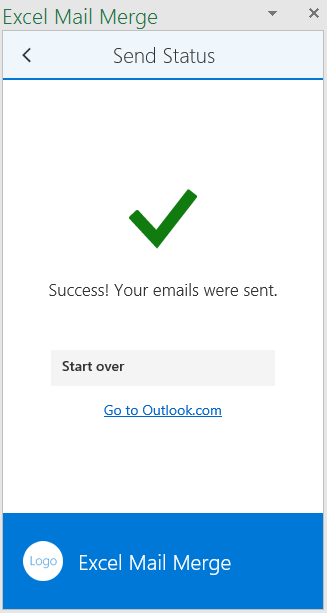 Excel Mail Merge
Send Status
Success! Your emails were sent.
Start over
Go to Outlook.com
Logo
Excel Mail Merge